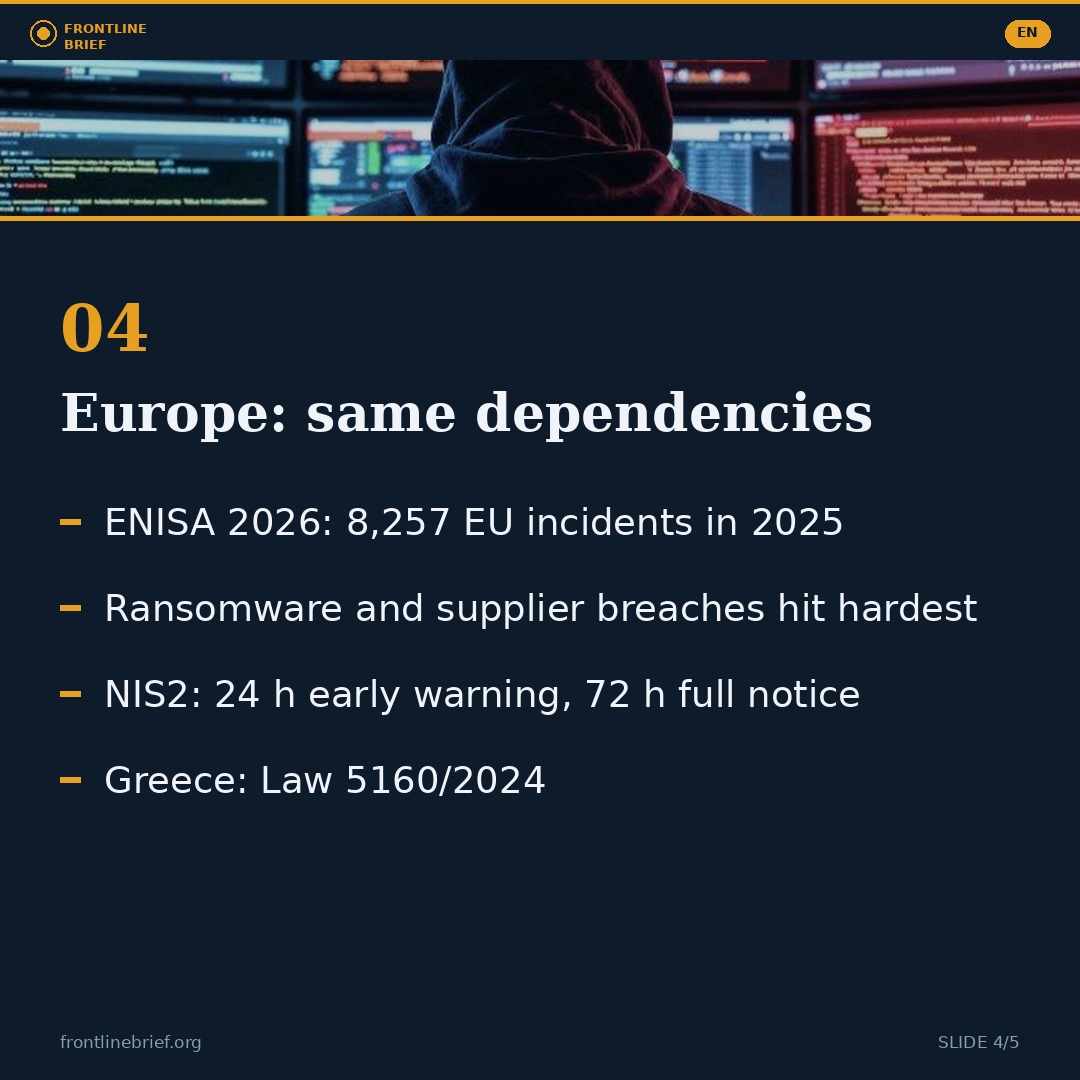 FRONTLINE
BRIEF
EN
04
Europe: same dependencies
ENISA 2026: 8,257 EU incidents in 2025
Ransomware and supplier breaches hit hardest
NIS2: 24 h early warning, 72 h full notice
Greece: Law 5160/2024
frontlinebrief.org
SLIDE 4/5